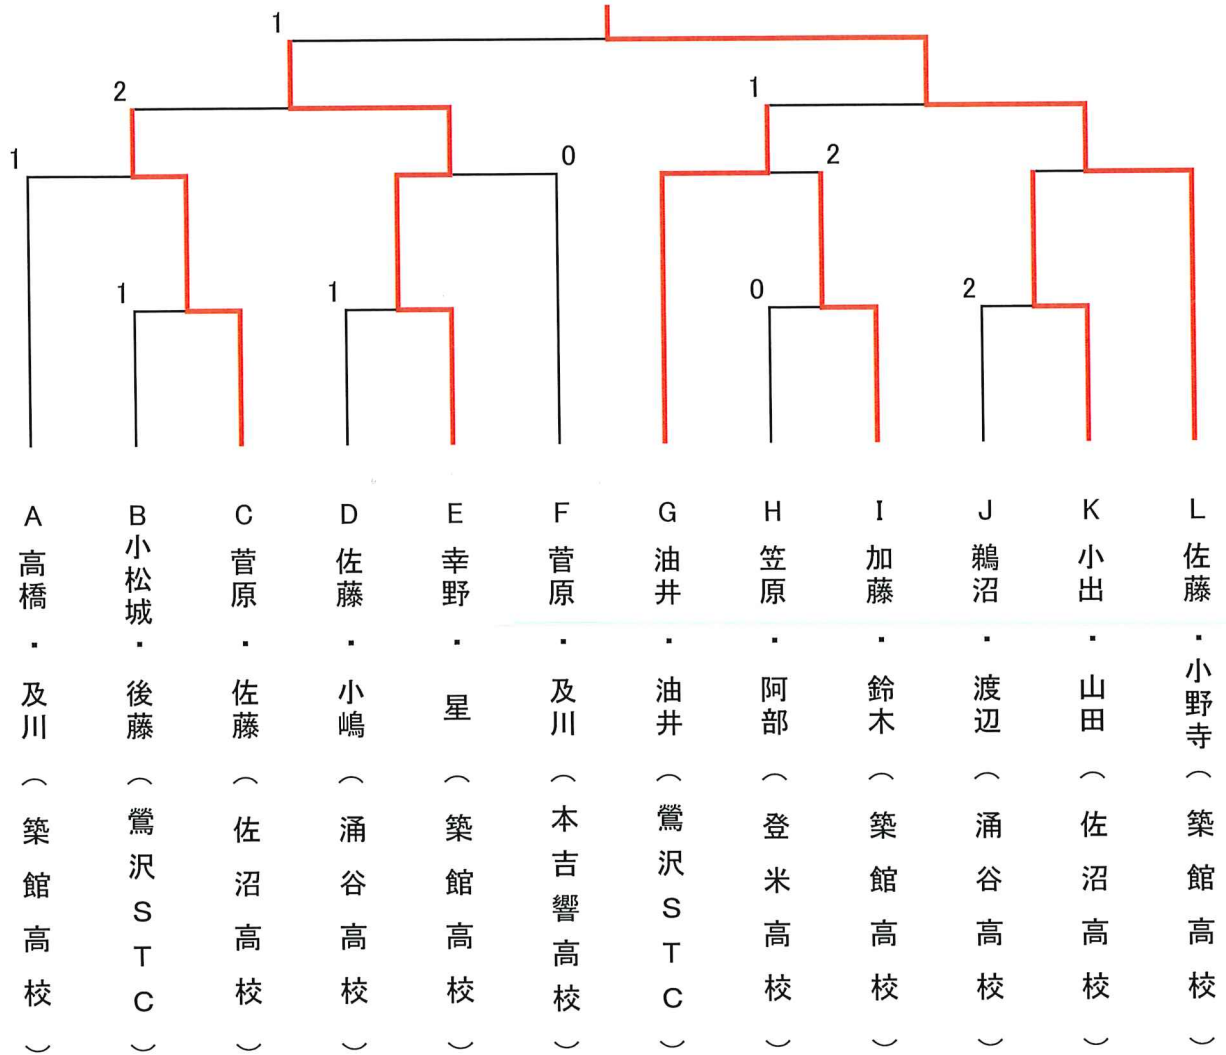 1
2
1
1
0
2
1
1
0
2
A 高橋・及川（築館高校）
B 小松城・後藤（鶯沢STC）
C 菅原・佐藤（佐沼高校）
D 佐藤・小嶋（涌谷高校）
E 幸野・星（築館高校）
F 菅原・及川（本吉響高校）
G 油井・油井（鶯沢STC）
H 笠原・阿部（登米高校）
I 加藤・鈴木（築館高校）
J 鵜沼・渡辺（涌谷高校）
K 小出・山田（佐沼高校）
L 佐藤・小野寺（築館高校）